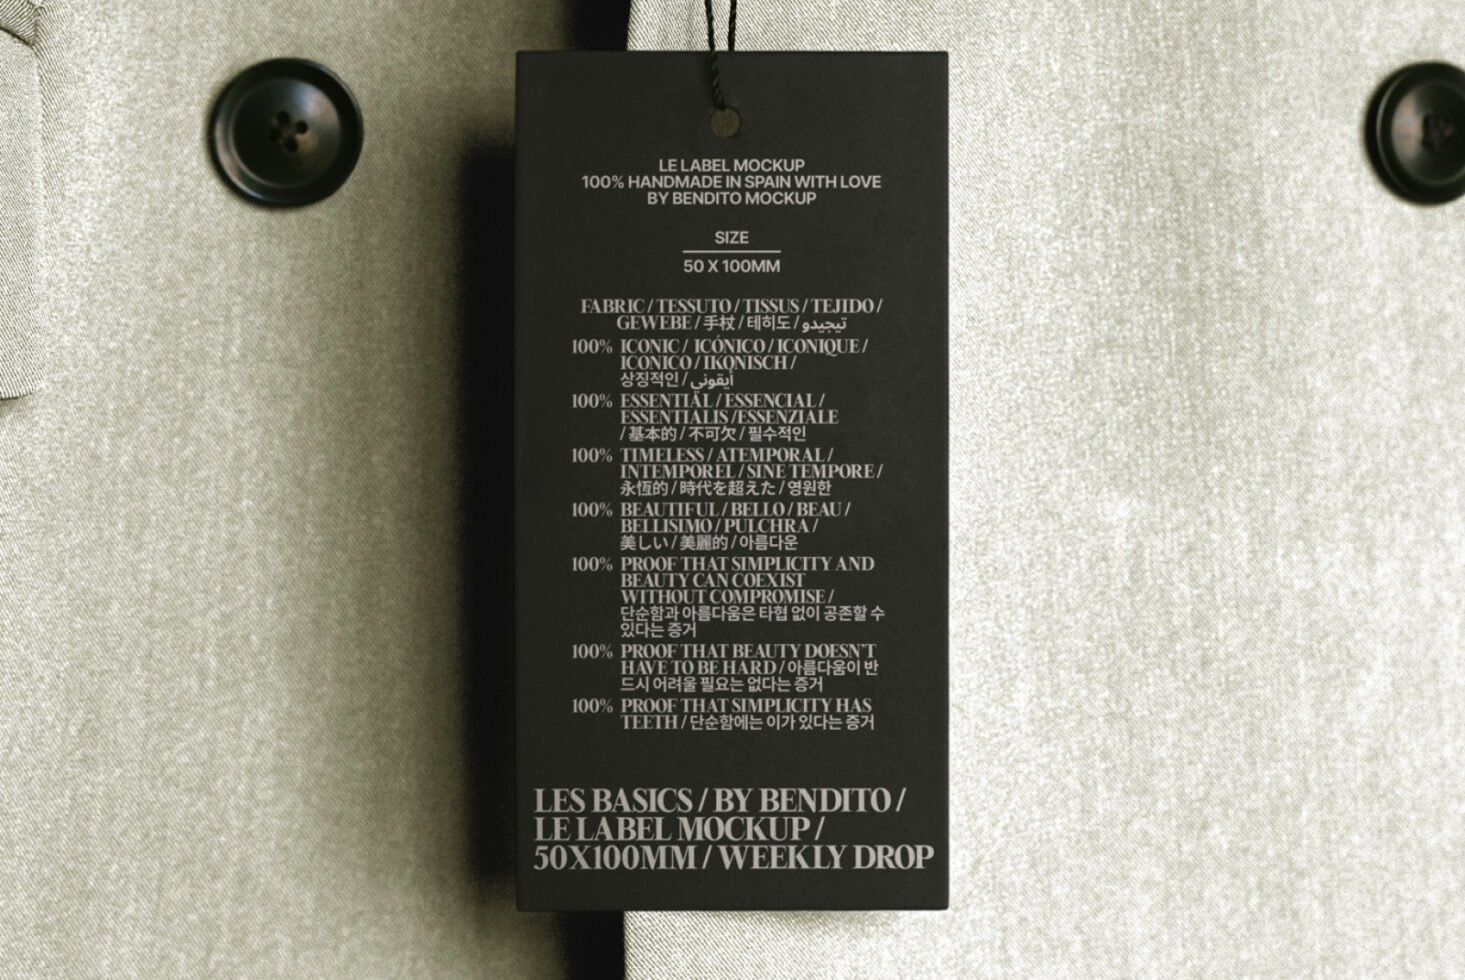 LE LABEL MOCKUP
100% HANDMADE IN SPAIN WITH LOVE
BY BENDITO MOCKUP
SIZE
50 X 100MM
FABRIC / TESSUTO / TISSUS / TEJIDO /
GEWEBE / 手杖 / 테히도 / تيجيدو
100% ICONIC / ICÓNICO / ICONIQUE /
ICONICO / IKONISCH /
상징적인 / أيقوني
100% ESSENTIAL / ESSENCIAL /
ESSENTIALIS /ESSENZIALE
/ 基本的 / 不可欠 / 필수적인
100% TIMELESS / ATEMPORAL /
INTEMPOREL / SINE TEMPORE /
永恆的 / 時代を超えた / 영원한
100% BEAUTIFUL / BELLO / BEAU /
BELLISIMO / PULCHRA /
美しい / 美麗的 / 아름다운
100% PROOF THAT SIMPLICITY AND
BEAUTY CAN COEXIST
WITHOUT COMPROMISE /
단순함과 아름다움은 타협 없이 공존할 수
있다는 증거
100% PROOF THAT BEAUTY DOESN'T
HAVE TO BE HARD / 아름다움이 반
드시 어려울 필요는 없다는 증거
100% PROOF THAT SIMPLICITY HAS
TEETH / 단순함에는 이가 있다는 증거
LES BASICS / BY BENDITO /
LE LABEL MOCKUP /
50X100MM / WEEKLY DROP